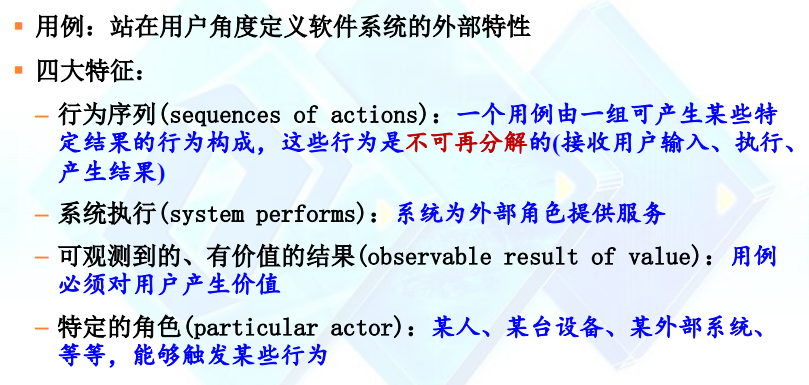 ▪ 用例：站在用户角度定义软件系统的外部特性
▪ 四大特征：
– 行为序列(sequences of actions)：一个用例由一组可产生某些特
定结果的行为构成，这些行为是不可再分解的(接收用户输入、执行、
产生结果)
– 系统执行(system performs)：系统为外部角色提供服务
– 可观测到的、有价值的结果(observable result of value)：用例
必须对用户产生价值
– 特定的角色(particular actor)：某人、某台设备、某外部系统、
等等，能够触发某些行为